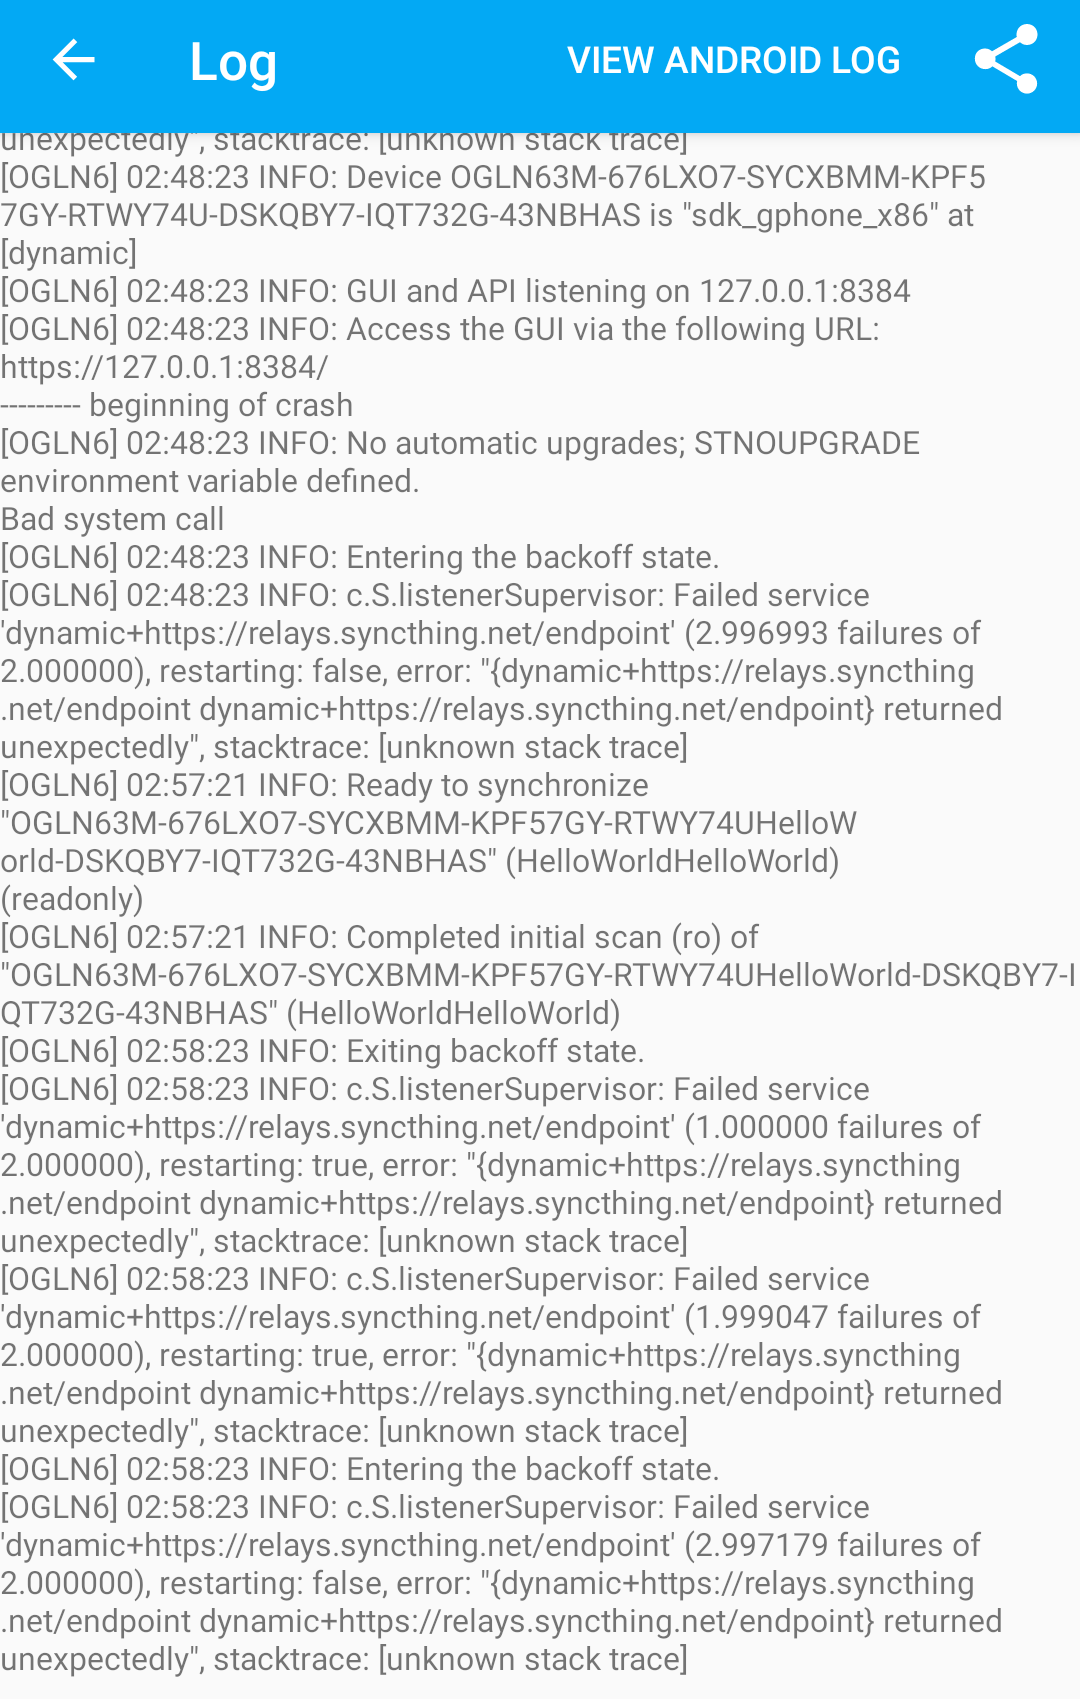 Log
VIEW ANDROID LOG
unexpectedly", stacktrace: [unknown stack trace]
[OGLN6] 02:48:23 INFO: Device OGLN63M-676LXO7-SYCXBMM-KPF5
7GY-RTWY74U-DSKQBY7-IQT732G-43NBHAS is "sdk_gphone_x86" at
[dynamic]
[OGLN6] 02:48:23 INFO: GUI and API listening on 127.0.0.1:8384
[OGLN6] 02:48:23 INFO: Access the GUI via the following URL:
https://127.0.0.1:8384/
--------- beginning of crash
[OGLN6] 02:48:23 INFO: No automatic upgrades; STNOUPGRADE
environment variable defined.
Bad system call
[OGLN6] 02:48:23 INFO: Entering the backoff state.
[OGLN6] 02:48:23 INFO: c.S.listenerSupervisor: Failed service
'dynamic+https://relays.syncthing.net/endpoint' (2.996993 failures of
2.000000), restarting: false, error: "{dynamic+https://relays.syncthing
.net/endpoint dynamic+https://relays.syncthing.net/endpoint} returned
unexpectedly", stacktrace: [unknown stack trace]
[OGLN6] 02:57:21 INFO: Ready to synchronize
"OGLN63M-676LXO7-SYCXBMM-KPF57GY-RTWY74UHelloW
orld-DSKQBY7-IQT732G-43NBHAS" (HelloWorldHelloWorld)
(readonly)
[OGLN6] 02:57:21 INFO: Completed initial scan (ro) of
"OGLN63M-676LXO7-SYCXBMM-KPF57GY-RTWY74UHelloWorld-DSKQBY7-I
QT732G-43NBHAS" (HelloWorldHelloWorld)
[OGLN6] 02:58:23 INFO: Exiting backoff state.
[OGLN6] 02:58:23 INFO: c.S.listenerSupervisor: Failed service
'dynamic+https://relays.syncthing.net/endpoint' (1.000000 failures of
2.000000), restarting: true, error: "{dynamic+https://relays.syncthing
.net/endpoint dynamic+https://relays.syncthing.net/endpoint} returned
unexpectedly", stacktrace: [unknown stack trace]
[OGLN6] 02:58:23 INFO: c.S.listenerSupervisor: Failed service
'dynamic+https://relays.syncthing.net/endpoint' (1.999047 failures of
2.000000), restarting: true, error: "{dynamic+https://relays.syncthing
.net/endpoint dynamic+https://relays.syncthing.net/endpoint} returned
unexpectedly", stacktrace: [unknown stack trace]
[OGLN6] 02:58:23 INFO: Entering the backoff state.
[OGLN6] 02:58:23 INFO: c.S.listenerSupervisor: Failed service
'dynamic+https://relays.syncthing.net/endpoint' (2.997179 failures of
2.000000), restarting: false, error: "{dynamic+https://relays.syncthing
.net/endpoint dynamic+https://relays.syncthing.net/endpoint} returned
unexpectedly", stacktrace: [unknown stack trace]